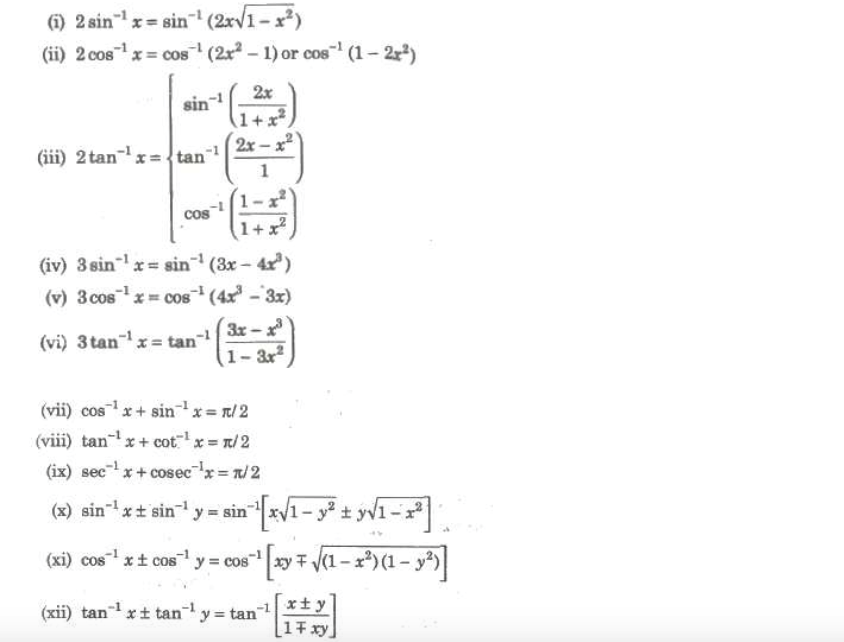 (i) 2 sin⁻¹ x = sin⁻¹ (2x√1 – x²)
(ii) 2 cos⁻¹ x = cos⁻¹ (2x² – 1) or cos⁻¹ (1 – 2x²)
(iii) 2 tan⁻¹ x = { sin⁻¹ (2x / 1 + x²)
tan⁻¹ (2x – x² / 1)
cos⁻¹ (1 – x² / 1 + x²)
(iv) 3 sin⁻¹ x = sin⁻¹ (3x – 4x³)
(v) 3 cos⁻¹ x = cos⁻¹ (4x³ – 3x)
(vi) 3 tan⁻¹ x = tan⁻¹ (3x – x³ / 1 – 3x²)
(vii) cos⁻¹ x + sin⁻¹ x = π/2
(viii) tan⁻¹ x + cot⁻¹ x = π/2
(ix) sec⁻¹ x + cosec⁻¹x = π/2
(x) sin⁻¹ x ± sin⁻¹ y = sin⁻¹ [x√1 – y² ± y√1 – x²]
(xi) cos⁻¹ x ± cos⁻¹ y = cos⁻¹ [xy ∓ √(1 – x²)(1 – y²)]
(xii) tan⁻¹ x ± tan⁻¹ y = tan⁻¹ [x ± y / 1 ∓ xy]